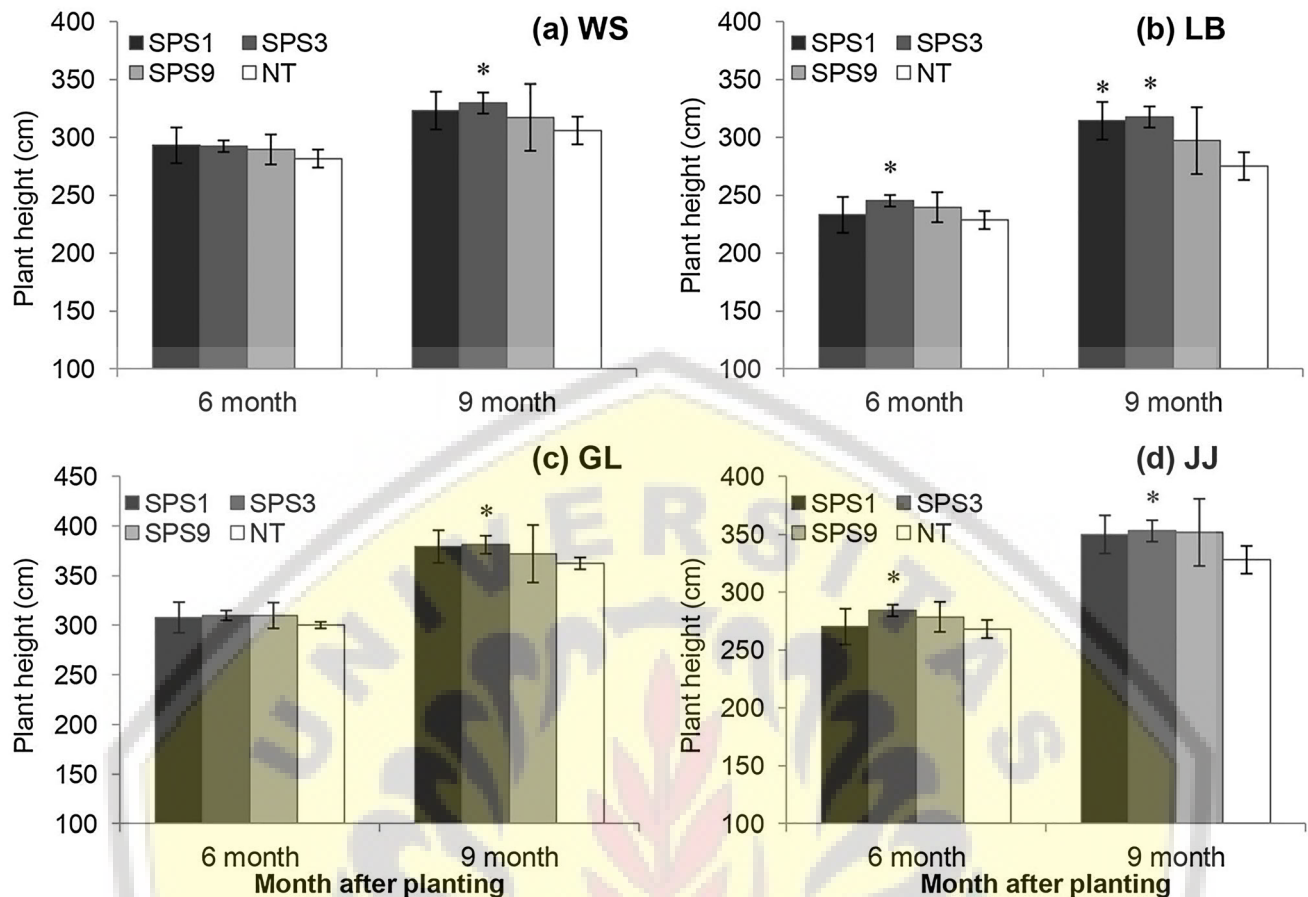 (a) WS
SPS1 SPS3
SPS9 NT
*
Plant height (cm)
400
350
300
250
200
150
100
6 month 9 month
(b) LB
SPS1 SPS3
SPS9 NT
* * *
Plant height (cm)
400
350
300
250
200
150
100
6 month 9 month
(c) GL
SPS1 SPS3
SPS9 NT
*
Plant height (cm)
450
400
350
300
250
200
150
100
6 month 9 month
Month after planting
(d) JJ
SPS1 SPS3
SPS9 NT
* *
Plant height (cm)
400
350
300
250
200
150
100
6 month 9 month
Month after planting
UNIVERSITAS